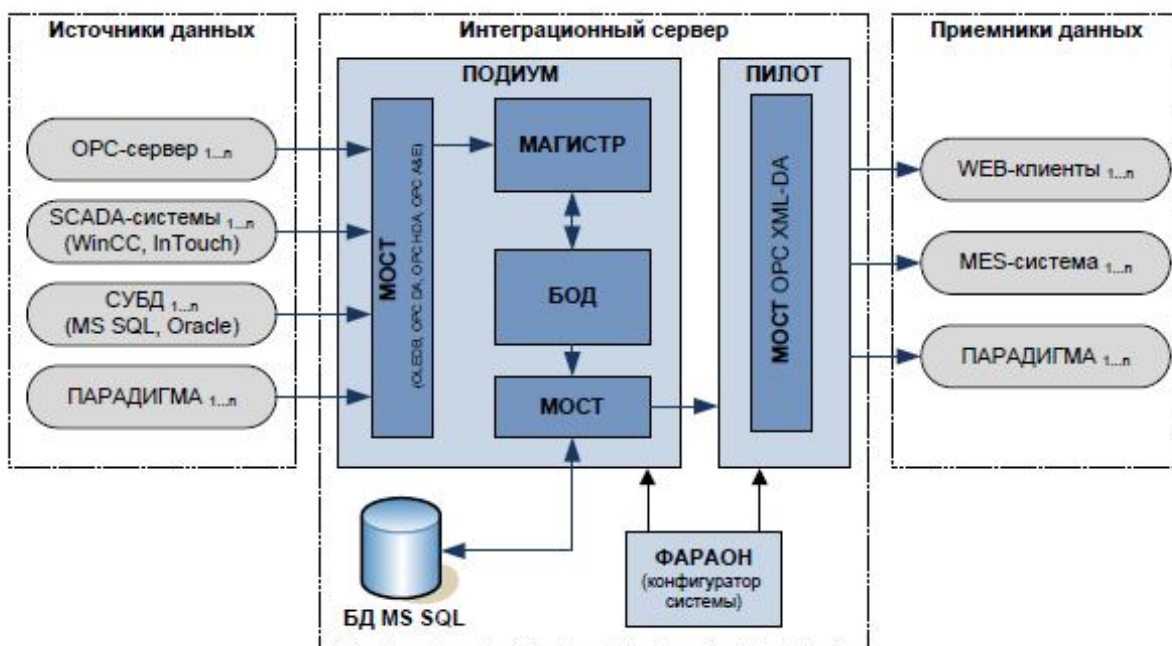 Источники данных
OPC-сервер 1...n
SCADA-системы 1...n
(WinCC, InTouch)
СУБД 1...n
(MS SQL, Oracle)
ПАРАДИГМА 1...n
Интеграционный сервер
ПОДИУМ
МОСТ
(OLEDB, OPC DA, OPC HDA, OPC A&E)
МАГИСТР
БОД
МОСТ
ПИЛОТ
МОСТ OPC XML-DA
БД MS SQL
ФАРАОН
(конфигуратор
системы)
Приемники данных
WEB-клиенты 1...n
MES-система 1...n
ПАРАДИГМА 1...n